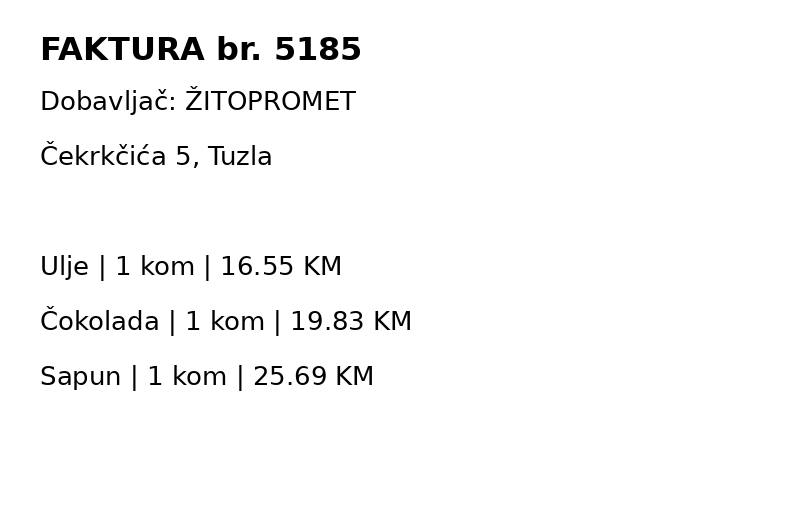 FAKTURA br. 5185
Dobavljač: ŽITOPROMET
Čekrkčića 5, Tuzla
Ulje | 1 kom | 16.55 KM
Čokolada | 1 kom | 19.83 KM
Sapun | 1 kom | 25.69 KM